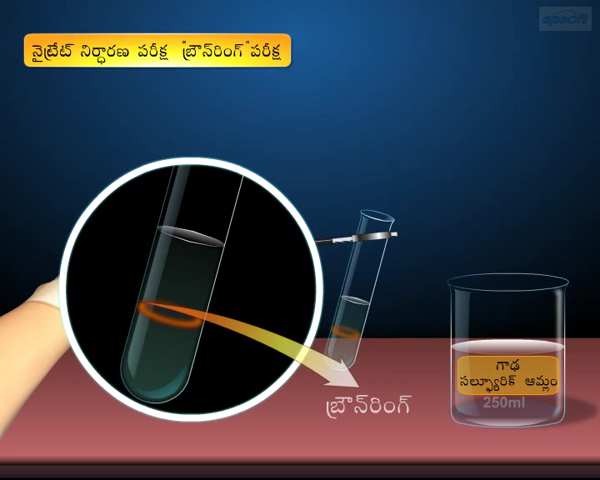 నైట్రేట్ నిర్ధారణ పరీక్ష "బ్రౌన్‌రింగ్" పరీక్ష
బ్రౌన్‌రింగ్
గాఢ
సల్ఫ్యూరిక్ ఆమ్లం
250ml